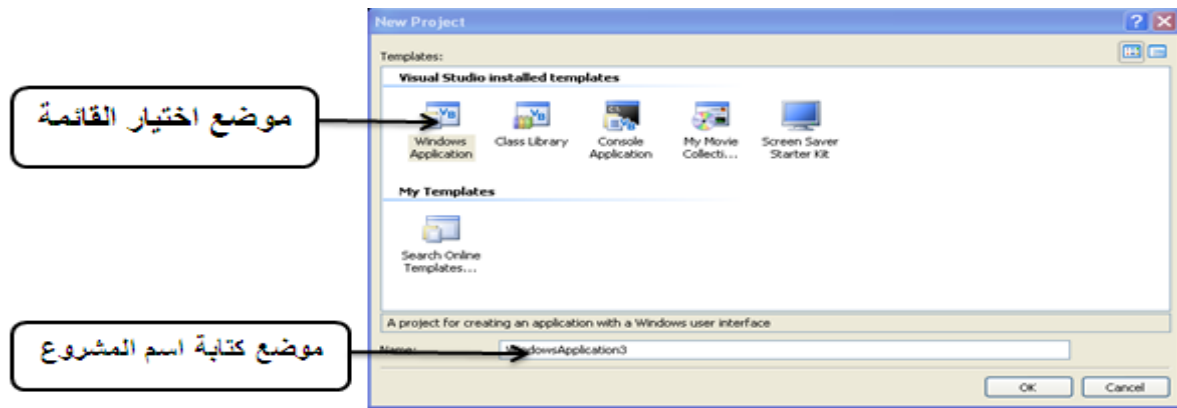 New Project
Templates:
Visual Studio installed templates
موضع اختيار القائمة
Windows
Application
Class Library
Console
Application
My Movie
Collecti...
Screen Saver
Starter Kit
My Templates
Search Online
Templates...
A project for creating an application with a Windows user interface
موضع كتابة اسم المشروع
Name:
WindowsApplication3
OK
Cancel